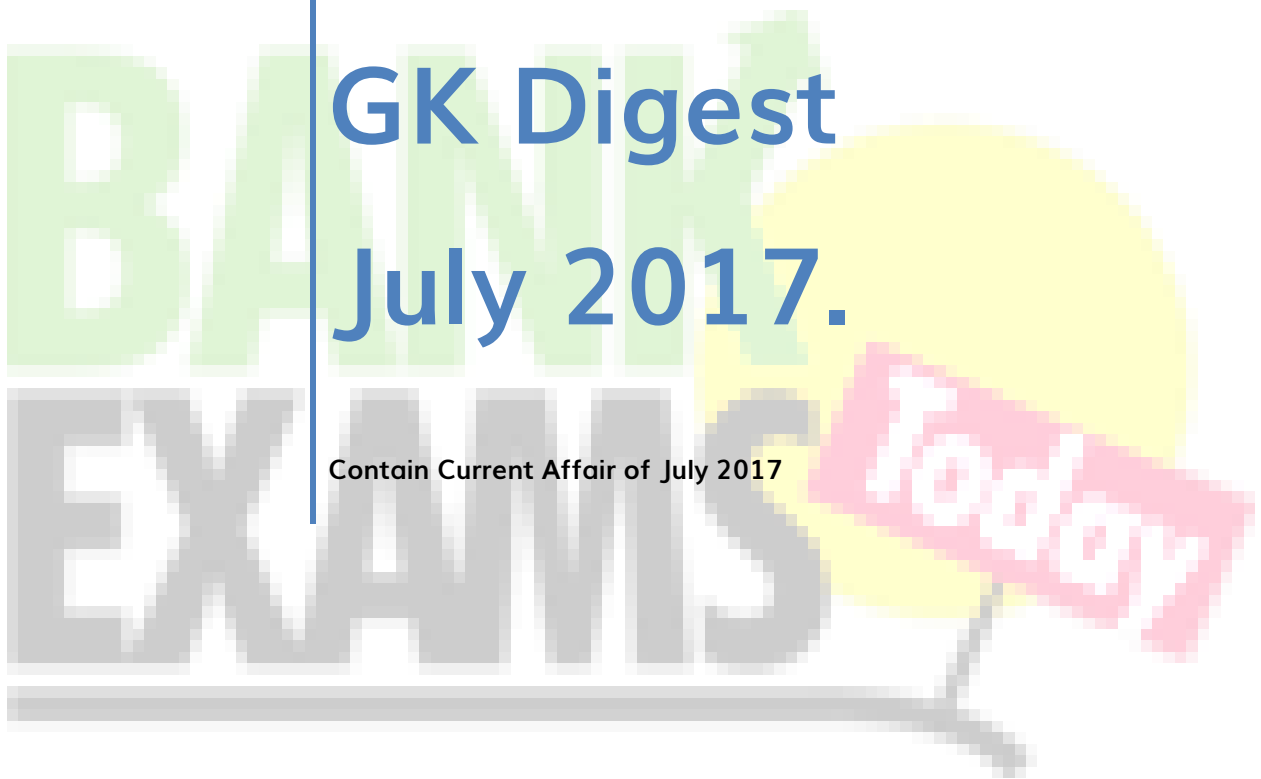 GK Digest
July 2017.
Contain Current Affair of July 2017
BANK
EXAMS
Today